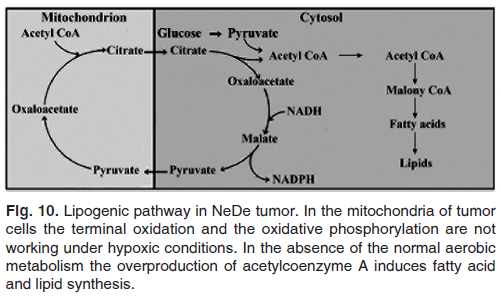 Mitochondrion Cytosol
Acetyl CoA Glucose Pyruvate
Citrate Citrate Acetyl CoA Acetyl CoA
Oxaloacetate
Malony CoA
Oxaloacetate NADH
Fatty acids
Malate
Lipids
Pyruvate Pyruvate
NADPH
Fig. 10. Lipogenic pathway in NeDe tumor. In the mitochondria of tumor
cells the terminal oxidation and the oxidative phosphorylation are not
working under hypoxic conditions. In the absence of the normal aerobic
metabolism the overproduction of acetylcoenzyme A induces fatty acid
and lipid synthesis.